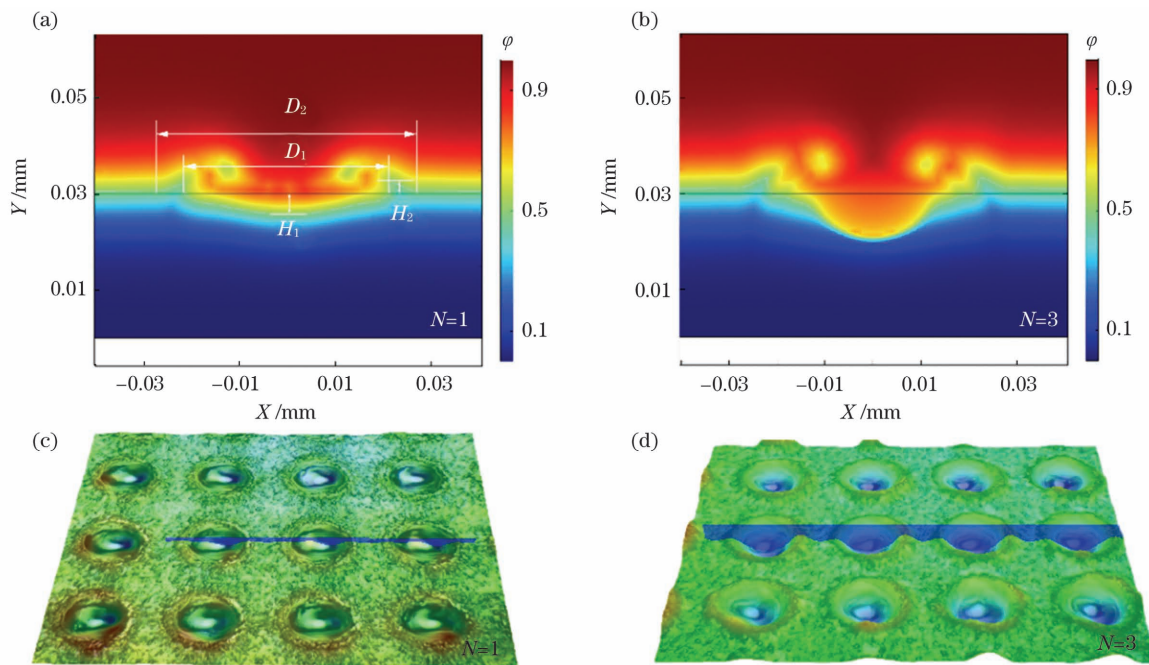 (a)
φ
0.9
0.5
0.1
Y /mm
0.05
0.03
0.01
D₂
D₁
H₂
H₁
N=1
−0.03
−0.01
0.01
0.03
X /mm
(b)
φ
0.9
0.5
0.1
Y /mm
0.05
0.03
0.01
N=3
−0.03
−0.01
0.01
0.03
X /mm
(c)
N=1
(d)
N=3